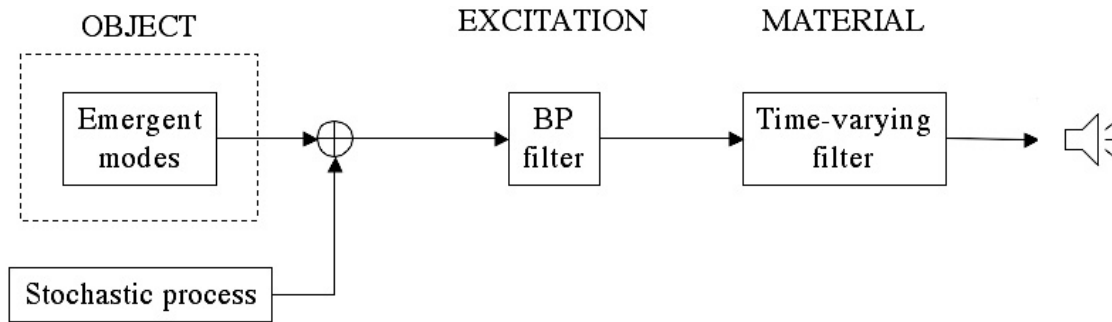 OBJECT
EXCITATION
MATERIAL
Emergent
modes
BP
filter
Time-varying
filter
Stochastic process